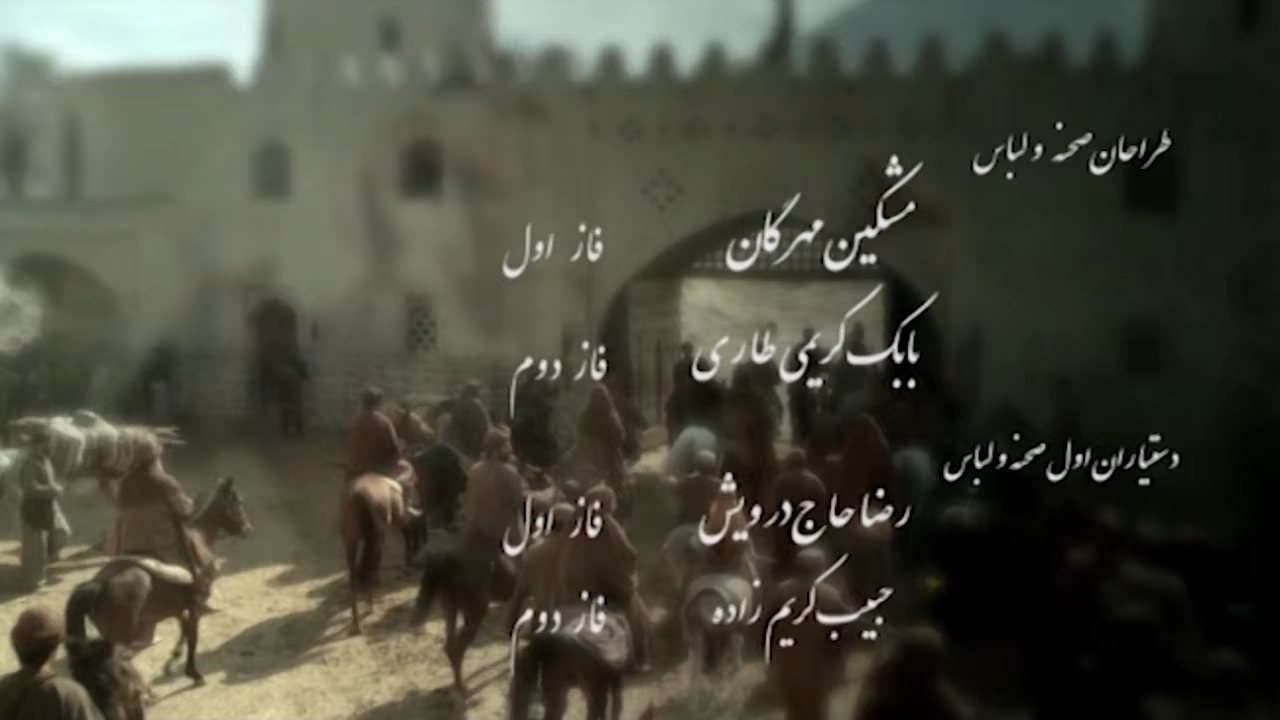 طراحان صحنه و لباس
مشکین مهرگان فاز اول
بابک کریمی طاری فاز دوم
دستیاران اول صحنه و لباس
رضا حاج درویش فاز اول
حبیب کریم زاده فاز دوم